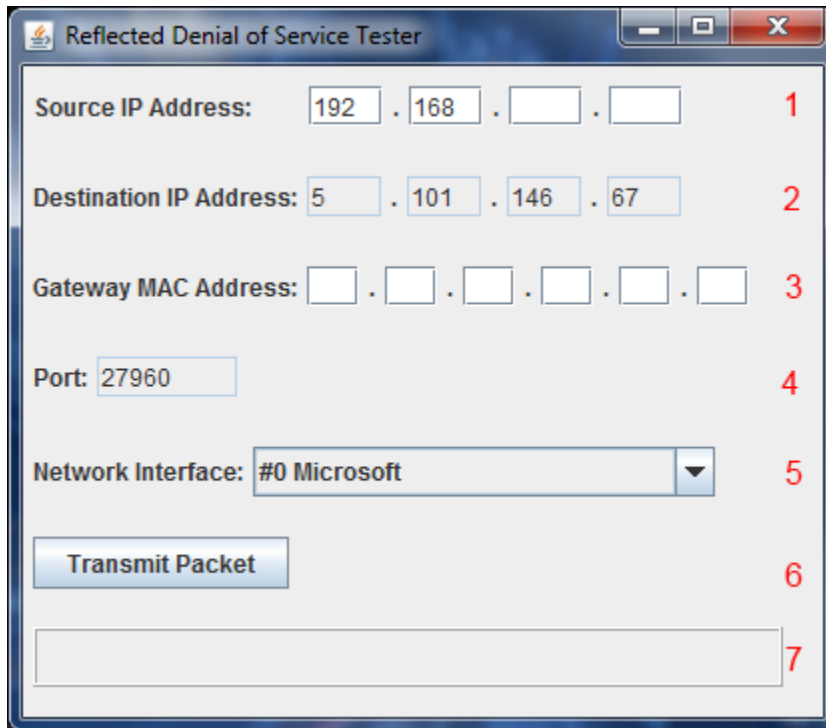 Reflected Denial of Service Tester
Source IP Address: 192 . 168 . . 1
Destination IP Address: 5 . 101 . 146 . 67 2
Gateway MAC Address: . . . . . 3
Port: 27960 4
Network Interface: #0 Microsoft 5
Transmit Packet 6
7